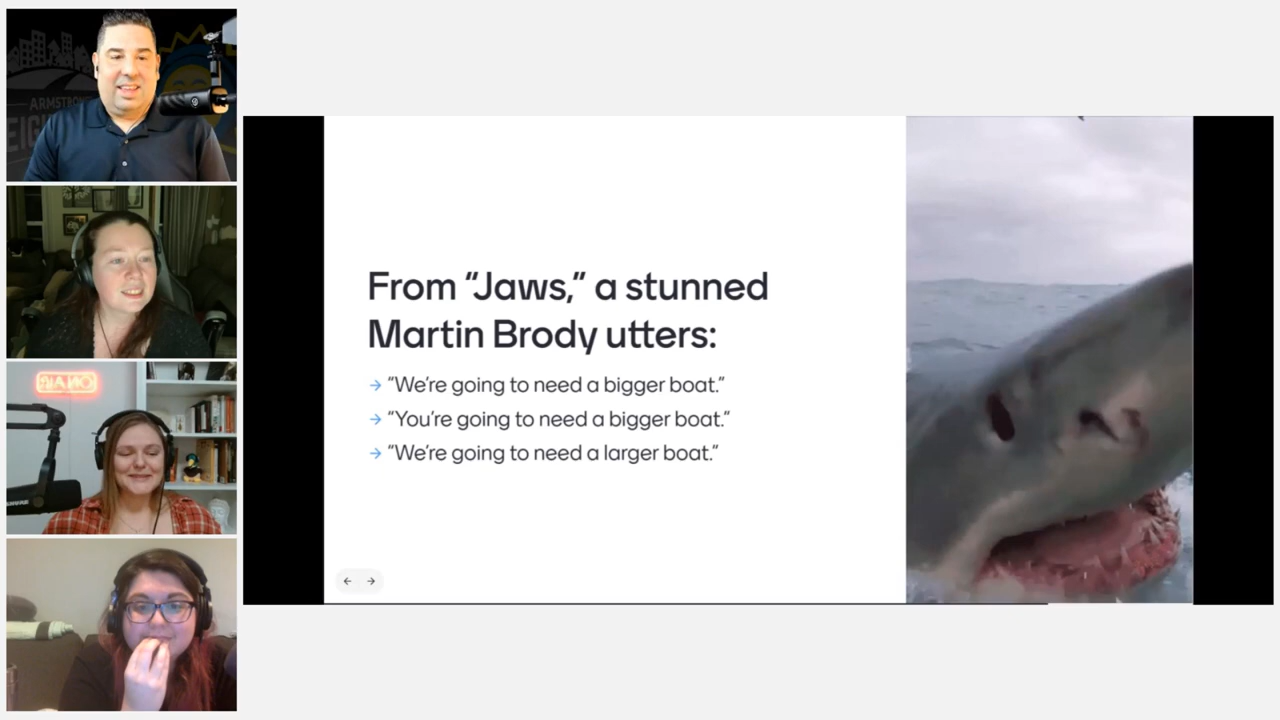 ARMSTRONG
From “Jaws,” a stunned
Martin Brody utters:
→ “We’re going to need a bigger boat.”
→ “You’re going to need a bigger boat.”
→ “We’re going to need a larger boat.”
← →